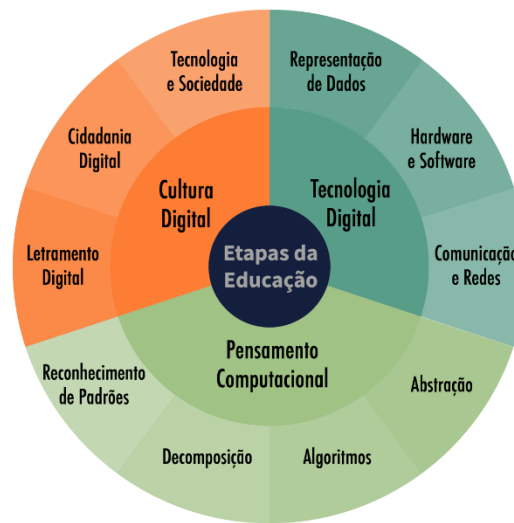 Tecnologia
e Sociedade
Representação
de Dados
Cidadania
Digital
Hardware
e Software
Cultura
Digital
Tecnologia
Digital
Letramento
Digital
Etapas da
Educação
Comunicação
e Redes
Pensamento
Computacional
Reconhecimento
de Padrões
Abstração
Decomposição
Algoritmos